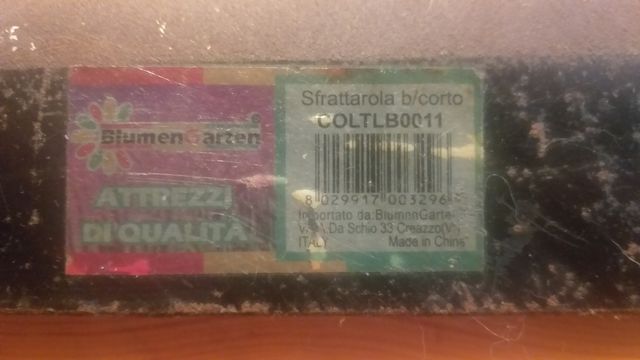 BlumenGarten
®
ATTREZZI
DI QUALITÀ
Sfrattarola b/corto
COLTLB0011
8 029917 003296
Importato da:BlumenGarte
Da Schio 33 Creazzo(V
ITALY Made in China